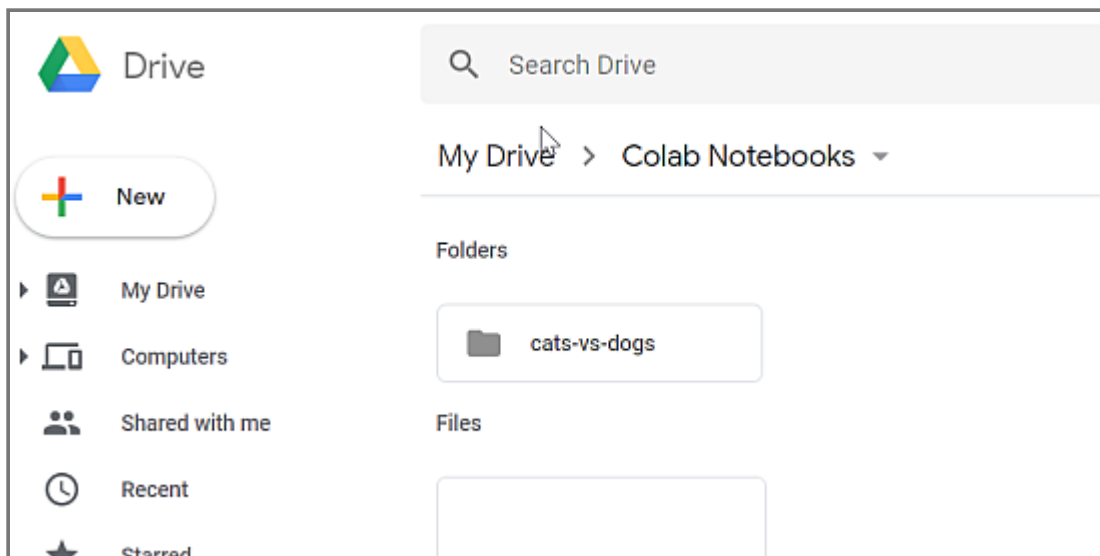 Drive
Search Drive
My Drive > Colab Notebooks
New
Folders
My Drive
cats-vs-dogs
Computers
Shared with me
Files
Recent
Starred